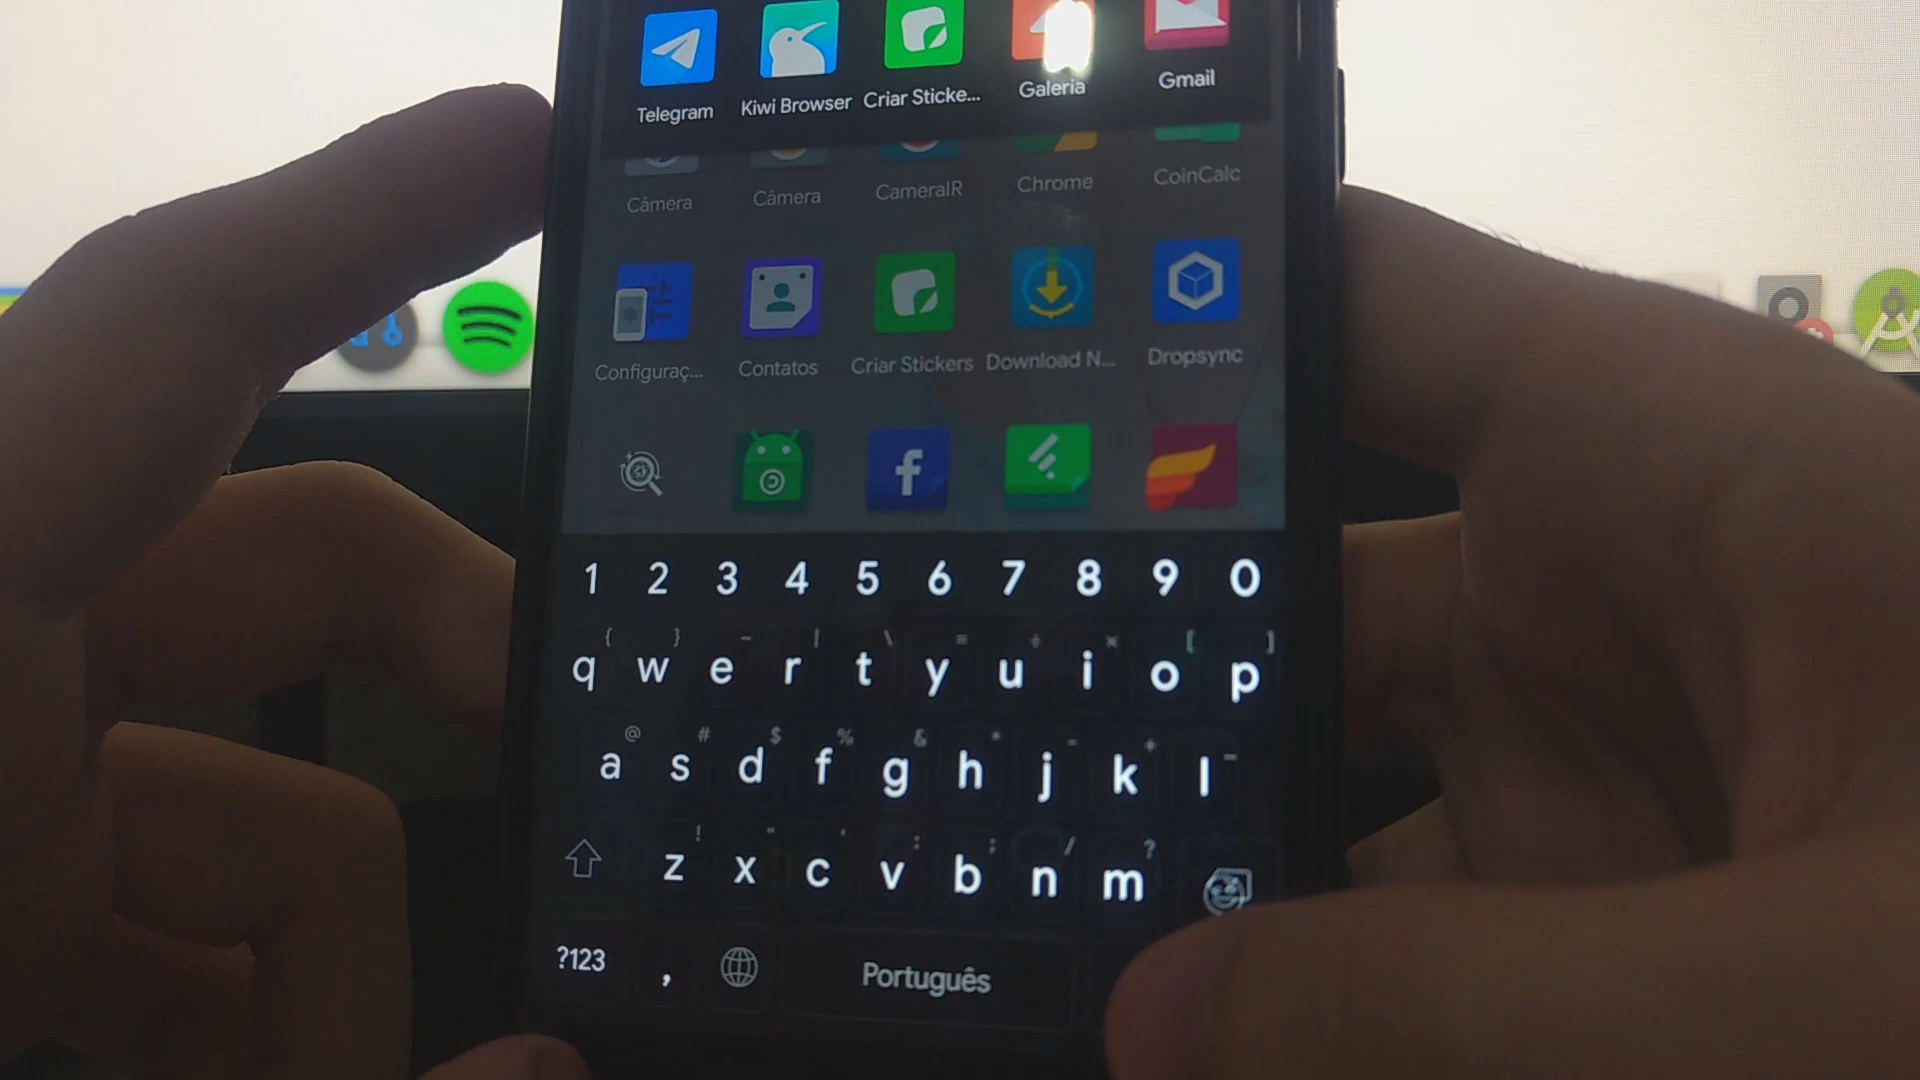 Telegram Kiwi Browser Criar Sticke... Galeria Gmail
Câmera Câmera CameraIR Chrome CoinCalc
Configuraç... Contatos Criar Stickers Download N... Dropsync
f
1 2 3 4 5 6 7 8 9 0
{ } ~ | \ = ÷ × [ ]
q w e r t y u i o p
@ # $ % & * - + _
a s d f g h j k l
! " ' : ; / ?
z x c v b n m
?123 , Português